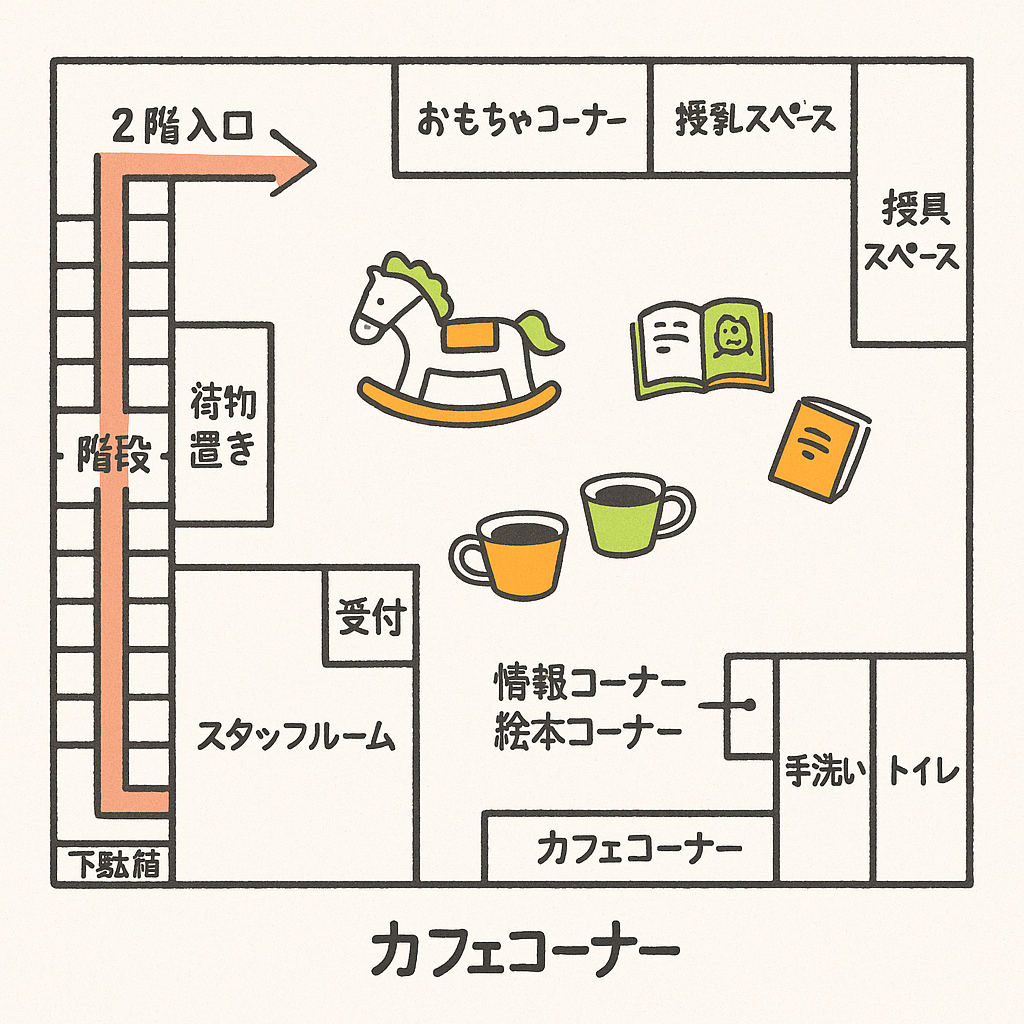 2階入口
おもちゃコーナー
授乳スペース
授具
スペース
荷物
置き
階段
受付
スタッフルーム
情報コーナー
絵本コーナー
手洗い
トイレ
カフェコーナー
下駄箱
カフェコーナー